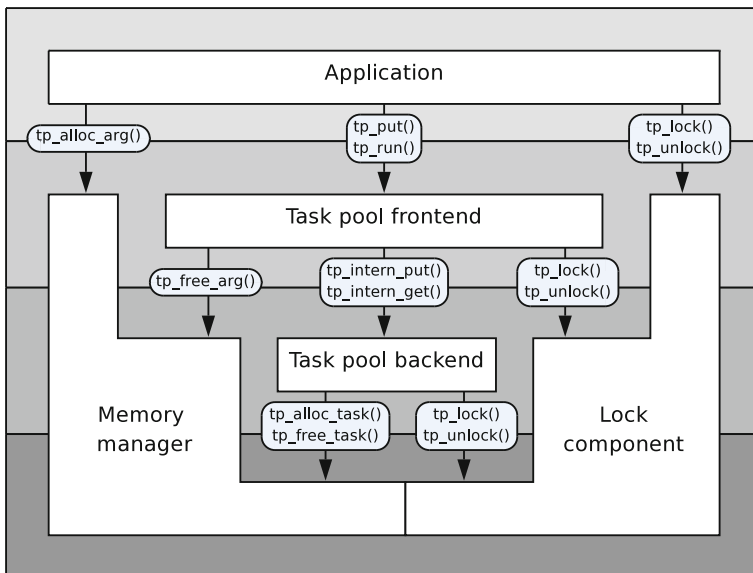 Application
tp_alloc_arg()
tp_put()
tp_run()
tp_lock()
tp_unlock()
Task pool frontend
tp_free_arg()
tp_intern_put()
tp_intern_get()
tp_lock()
tp_unlock()
Task pool backend
Memory
manager
tp_alloc_task()
tp_free_task()
tp_lock()
tp_unlock()
Lock
component